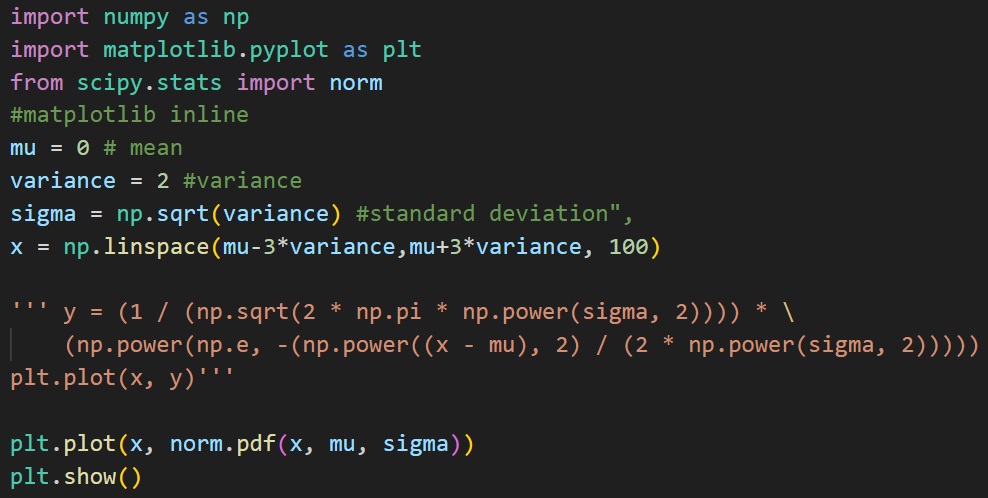 import numpy as np
import matplotlib.pyplot as plt
from scipy.stats import norm
#matplotlib inline
mu = 0 # mean
variance = 2 #variance
sigma = np.sqrt(variance) #standard deviation",
x = np.linspace(mu-3*variance,mu+3*variance, 100)
''' y = (1 / (np.sqrt(2 * np.pi * np.power(sigma, 2)))) * \
    (np.power(np.e, -(np.power((x - mu), 2) / (2 * np.power(sigma, 2)))))
plt.plot(x, y)'''
plt.plot(x, norm.pdf(x, mu, sigma))
plt.show()